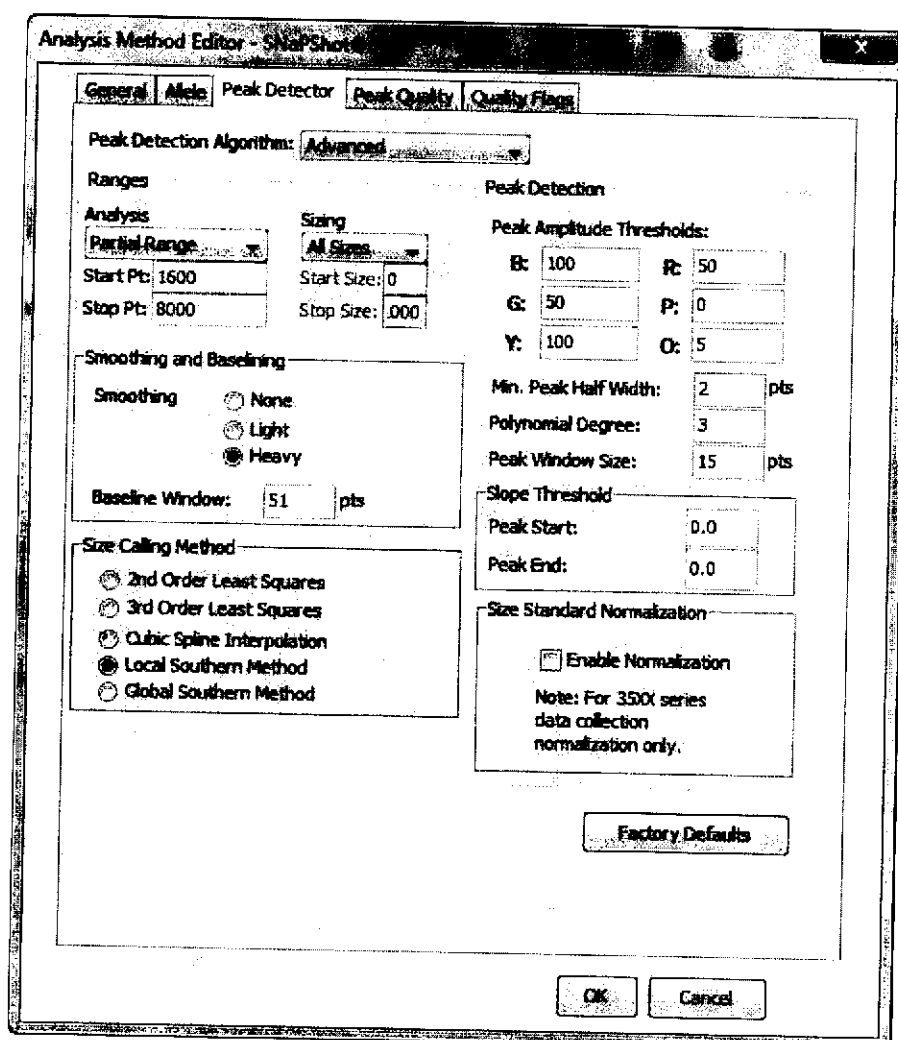 Analysis Method Editor - SNaPShot
X
General Allele Peak Detector Peak Quality Quality Flags
Peak Detection Algorithm: Advanced
Ranges
Analysis
Partial Range
Start Pt: 1600
Stop Pt: 8000
Sizing
All Sizes
Start Size: 0
Stop Size: .000
Smoothing and Baselining
Smoothing
None
Light
Heavy
Baseline Window: 51 pts
Size Calling Method
2nd Order Least Squares
3rd Order Least Squares
Cubic Spline Interpolation
Local Southern Method
Global Southern Method
Peak Detection
Peak Amplitude Thresholds:
B: 100 R: 50
G: 50 P: 0
Y: 100 O: 5
Min. Peak Half Width: 2 pts
Polynomial Degree: 3
Peak Window Size: 15 pts
Slope Threshold
Peak Start: 0.0
Peak End: 0.0
Size Standard Normalization
Enable Normalization
Note: For 35XX series
data collection
normalization only.
Factory Defaults
OK Cancel